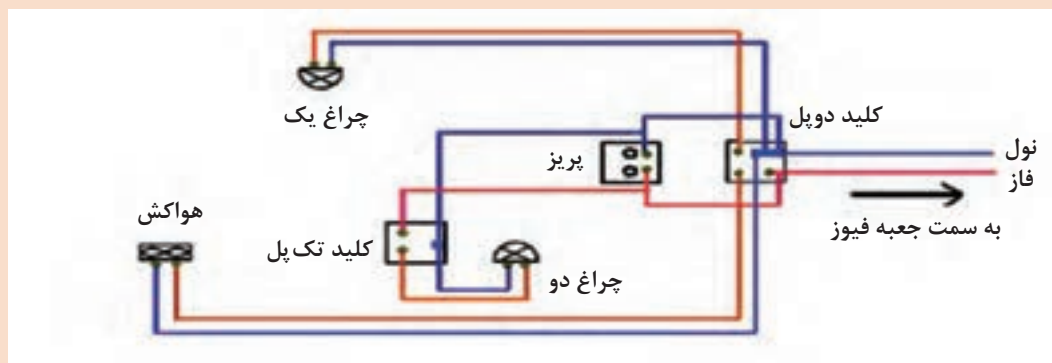 چراغ یک
کلید دوپل
نول
فاز
پریز
به سمت جعبه فیوز
هواکش
کلید تک‌پل
چراغ دو